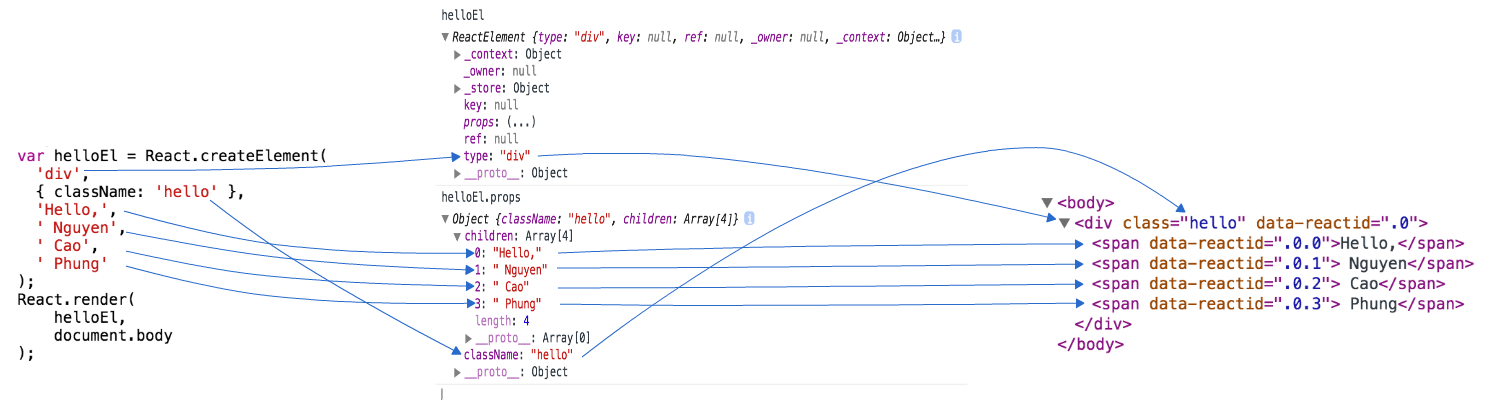 var helloEl = React.createElement(
'div',
{ className: 'hello' },
'Hello,',
' Nguyen',
' Cao',
' Phung'
);
React.render(
helloEl,
document.body
);
helloEl
▼ReactElement {type: "div", key: null, ref: null, _owner: null, _context: Object…} i
▶_context: Object
_owner: null
▶_store: Object
key: null
props: (...)
ref: null
type: "div"
▶__proto__: Object
helloEl.props
▼Object {className: "hello", children: Array[4]} i
▼children: Array[4]
0: "Hello,"
1: " Nguyen"
2: " Cao"
3: " Phung"
length: 4
▶__proto__: Array[0]
className: "hello"
▶__proto__: Object
▼<body>
▼<div class="hello" data-reactid=".0">
<span data-reactid=".0.0">Hello,</span>
<span data-reactid=".0.1"> Nguyen</span>
<span data-reactid=".0.2"> Cao</span>
<span data-reactid=".0.3"> Phung</span>
</div>
</body>